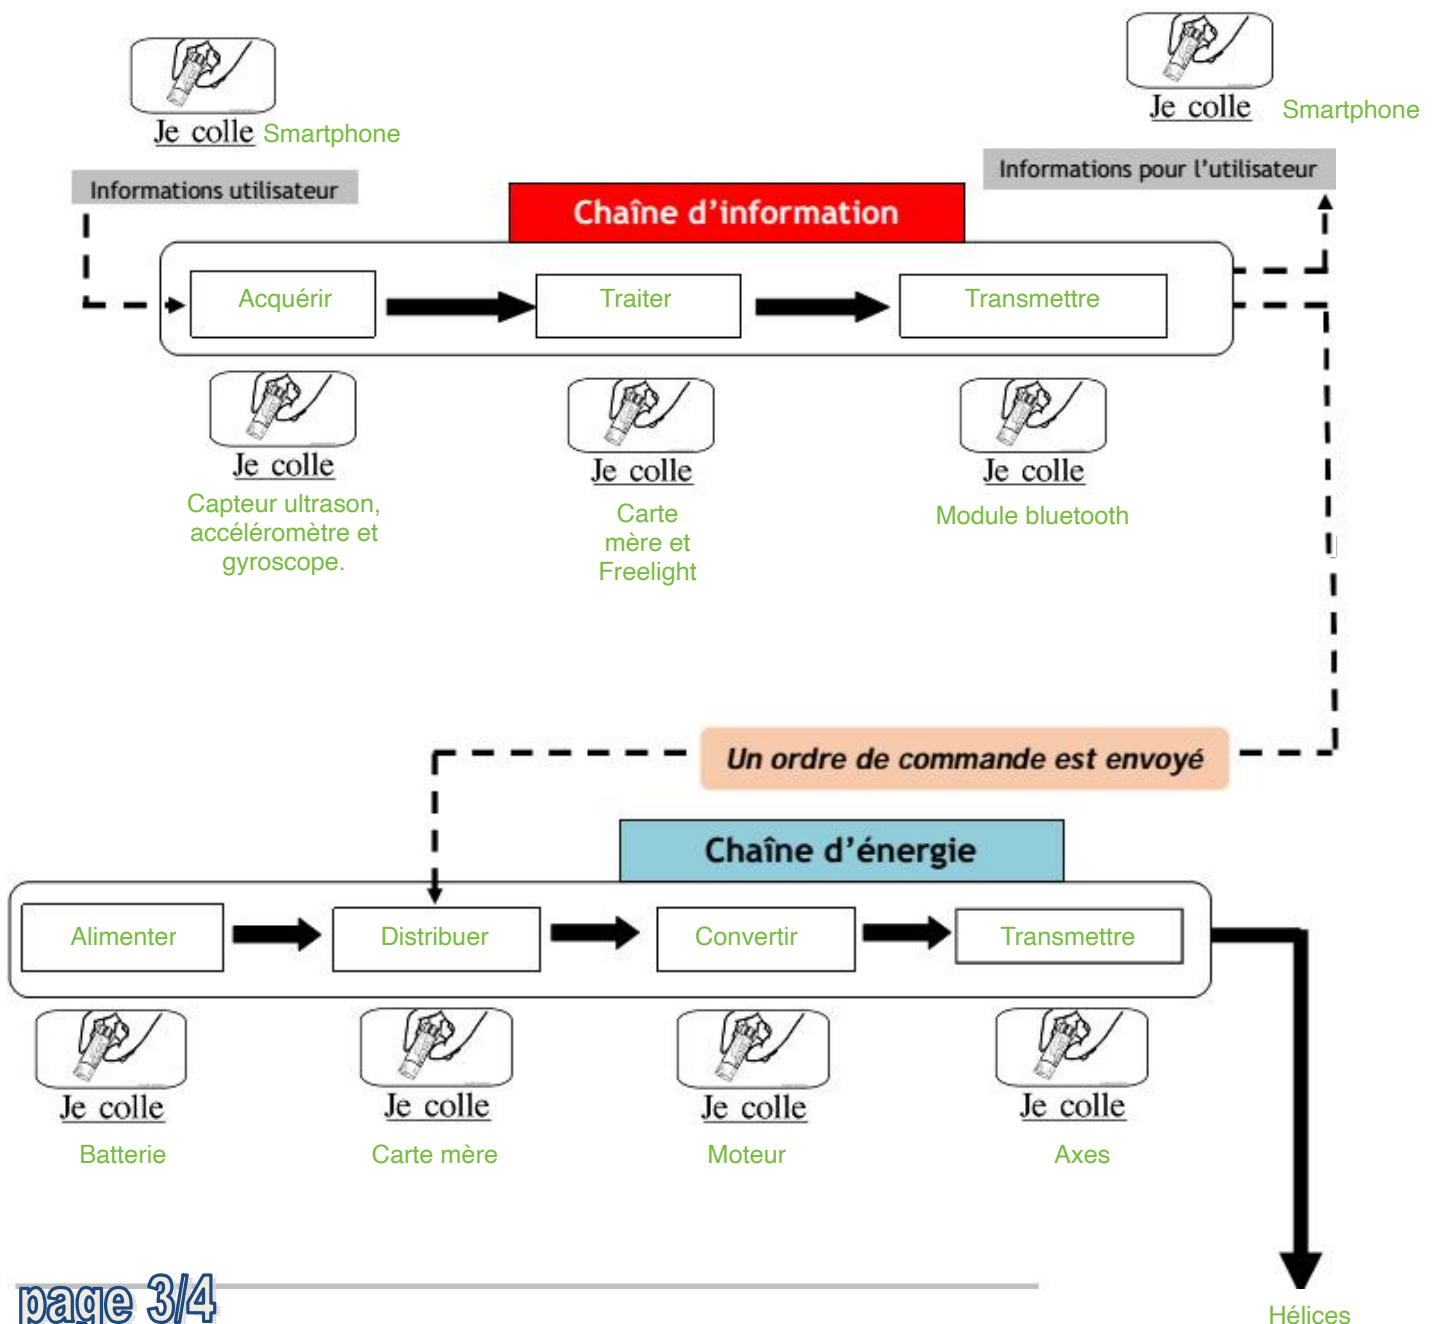 Je colle Smartphone
Je colle Smartphone
Informations utilisateur
Informations pour l'utilisateur
Chaîne d'information
Acquérir
Traiter
Transmettre
Je colle
Capteur ultrason,
accéléromètre et
gyroscope.
Je colle
Carte
mère et
Freelight
Je colle
Module bluetooth
Un ordre de commande est envoyé
Chaîne d'énergie
Alimenter
Distribuer
Convertir
Transmettre
Je colle
Batterie
Je colle
Carte mère
Je colle
Moteur
Je colle
Axes
Hélices
page 3/4